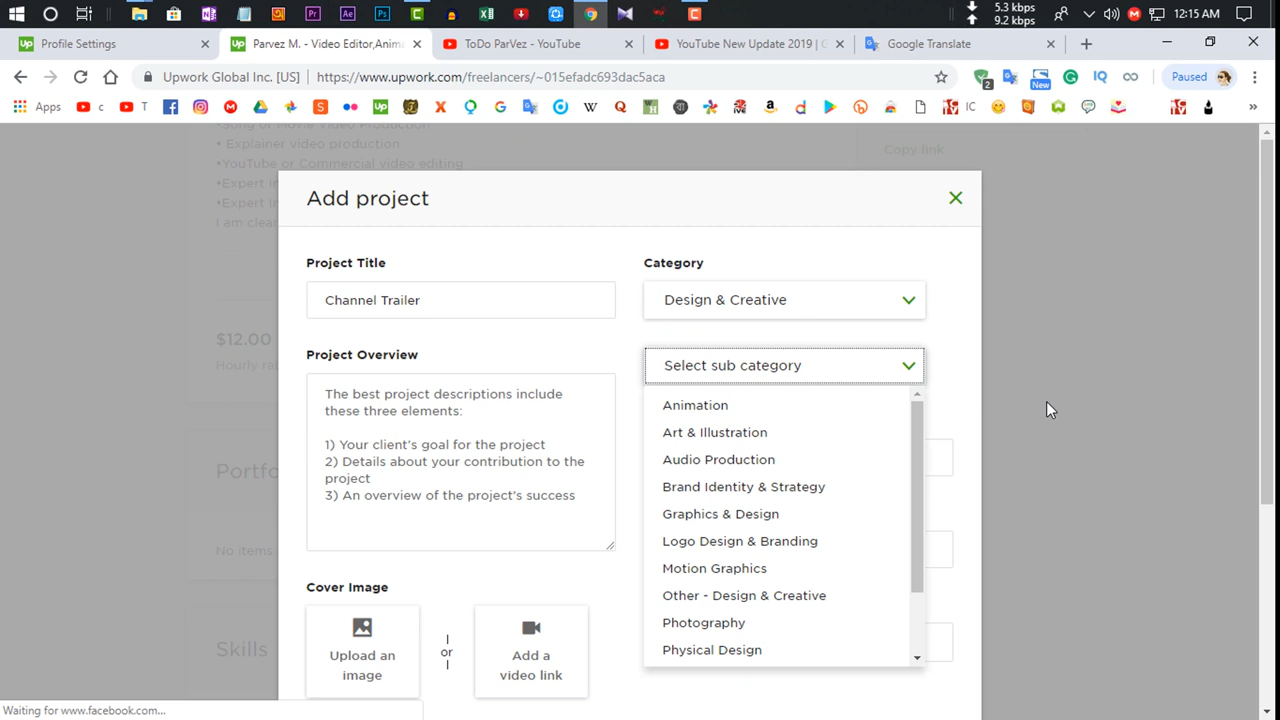 5.3 kbps
9.2 kbps
12:15 AM
Profile Settings
Parvez M. - Video Editor,Anim
ToDo ParVez - YouTube
YouTube New Update 2019 | G
Google Translate
Upwork Global Inc. [US] | https://www.upwork.com/freelancers/~015efadc693dac5aca
2
New
Paused
Apps
c
T
IC
•Song or Movie Video Production
• Explainer video production
•YouTube or Commercial video editing
•Expert in
•Expert in
I am clea
Copy link
Add project
Project Title
Category
Channel Trailer
Design & Creative
Project Overview
Select sub category
$12.00
Hourly ra
The best project descriptions include
these three elements:
1) Your client's goal for the project
2) Details about your contribution to the
project
3) An overview of the project's success
Animation
Art & Illustration
Audio Production
Brand Identity & Strategy
Graphics & Design
Logo Design & Branding
Motion Graphics
Other - Design & Creative
Photography
Physical Design
Portfo
No items
Cover Image
Skills
Upload an
image
or
Add a
video link
Waiting for www.facebook.com...